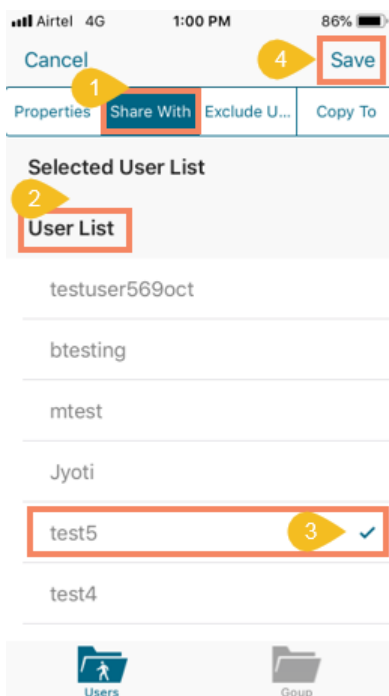 Airtel 4G 1:00 PM 86%
Cancel 4 Save
1
Properties Share With Exclude U... Copy To
Selected User List
2
User List
testuser569oct
btesting
mtest
Jyoti
test5 3
test4
Users Goup